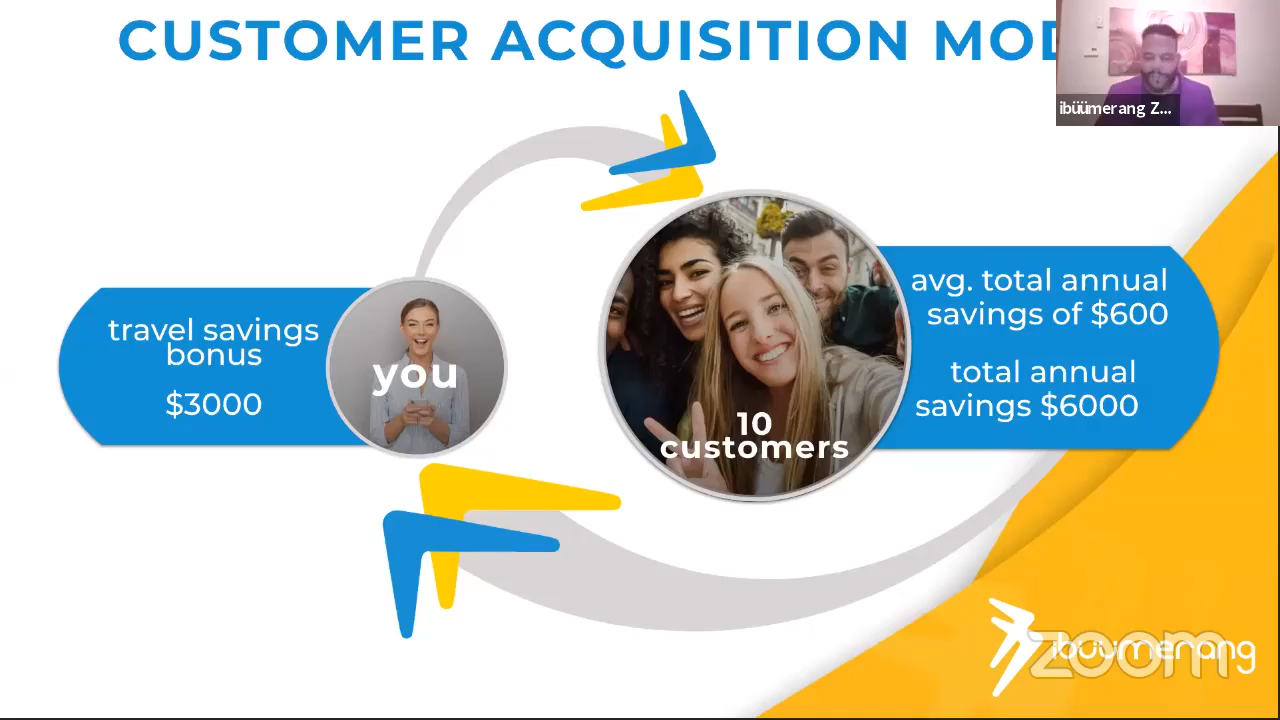 CUSTOMER ACQUISITION MOD
ibüümerang Z...
travel savings
bonus
$3000
you
10
customers
avg. total annual
savings of $600
total annual
savings $6000
ibüümerang
zoom